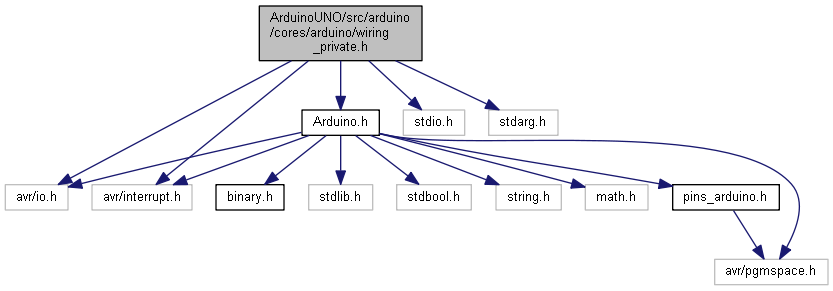 ArduinoUNO/src/arduino
/cores/arduino/wiring
_private.h
Arduino.h
stdio.h
stdarg.h
avr/io.h
avr/interrupt.h
binary.h
stdlib.h
stdbool.h
string.h
math.h
pins_arduino.h
avr/pgmspace.h